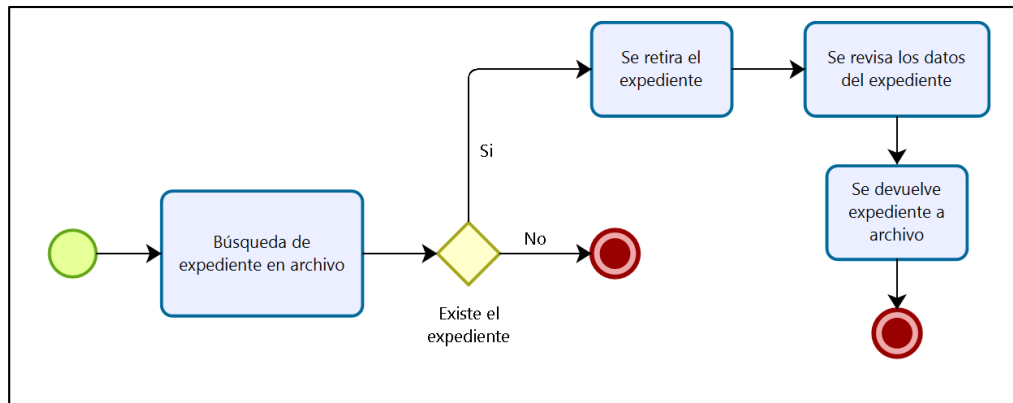 Búsqueda de
expediente en archivo
Existe el
expediente
Si
No
Se retira el
expediente
Se revisa los datos
del expediente
Se devuelve
expediente a
archivo